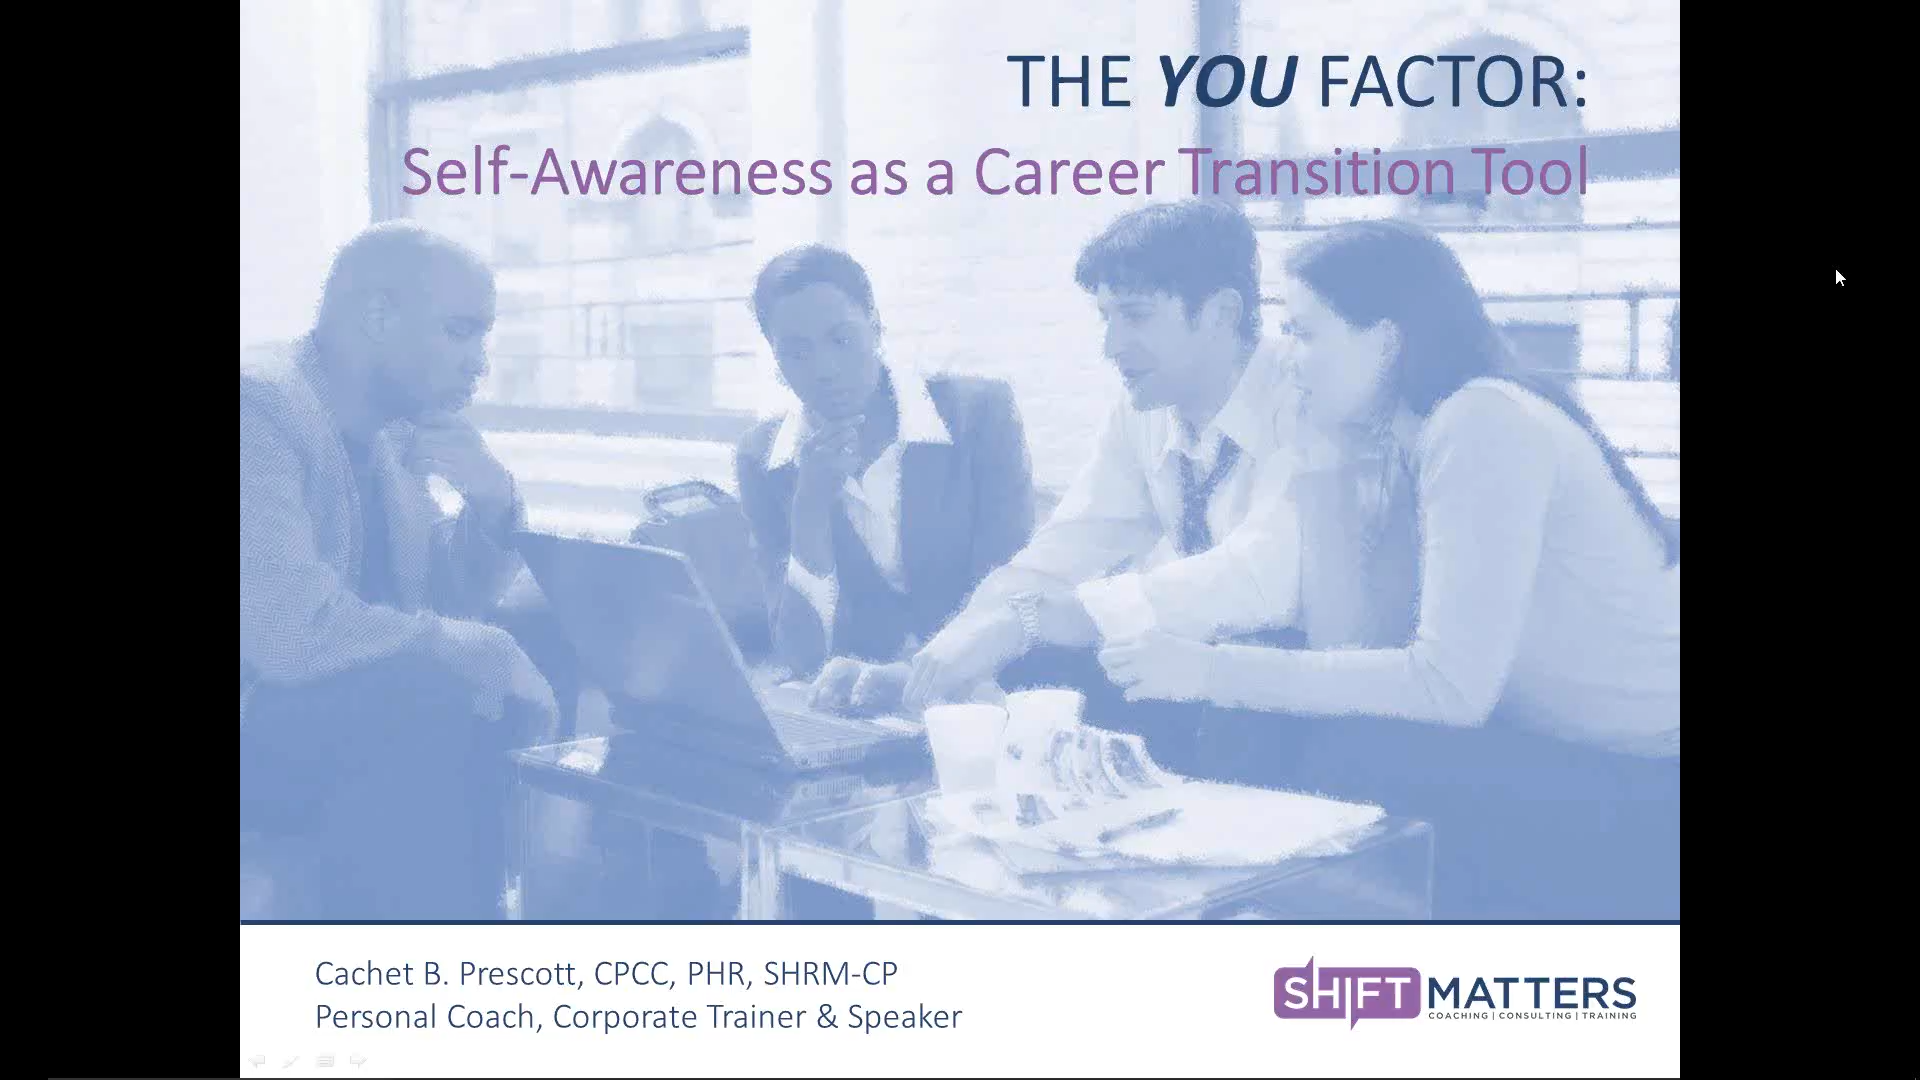 THE YOU FACTOR:
Self-Awareness as a Career Transition Tool
Cachet B. Prescott, CPCC, PHR, SHRM-CP
Personal Coach, Corporate Trainer & Speaker
SHIFT MATTERS
COACHING | CONSULTING | TRAINING